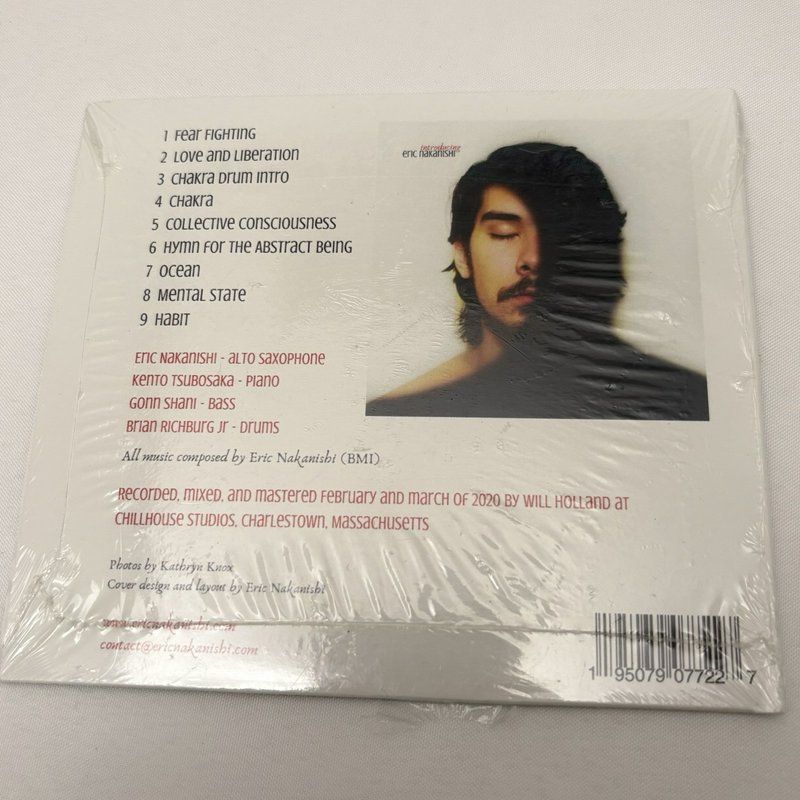 1 Fear Fighting
2 Love and Liberation
3 Chakra Drum Intro
4 Chakra
5 Collective Consciousness
6 Hymn for the Abstract Being
7 Ocean
8 Mental State
9 Habit
introducing
eric nakanishi
Eric Nakanishi - Alto Saxophone
Kento Tsubosaka - Piano
Gonn Shani - Bass
Brian Richburg Jr - Drums
All music composed by Eric Nakanishi (BMI)
Recorded, mixed, and mastered February and March of 2020 by Will Holland at
Chillhouse Studios, Charlestown, Massachusetts
Photos by Kathryn Knox
Cover design and layout by Eric Nakanishi
www.ericnakanishi.com
contact@ericnakanishi.com
1 95079 07722 7